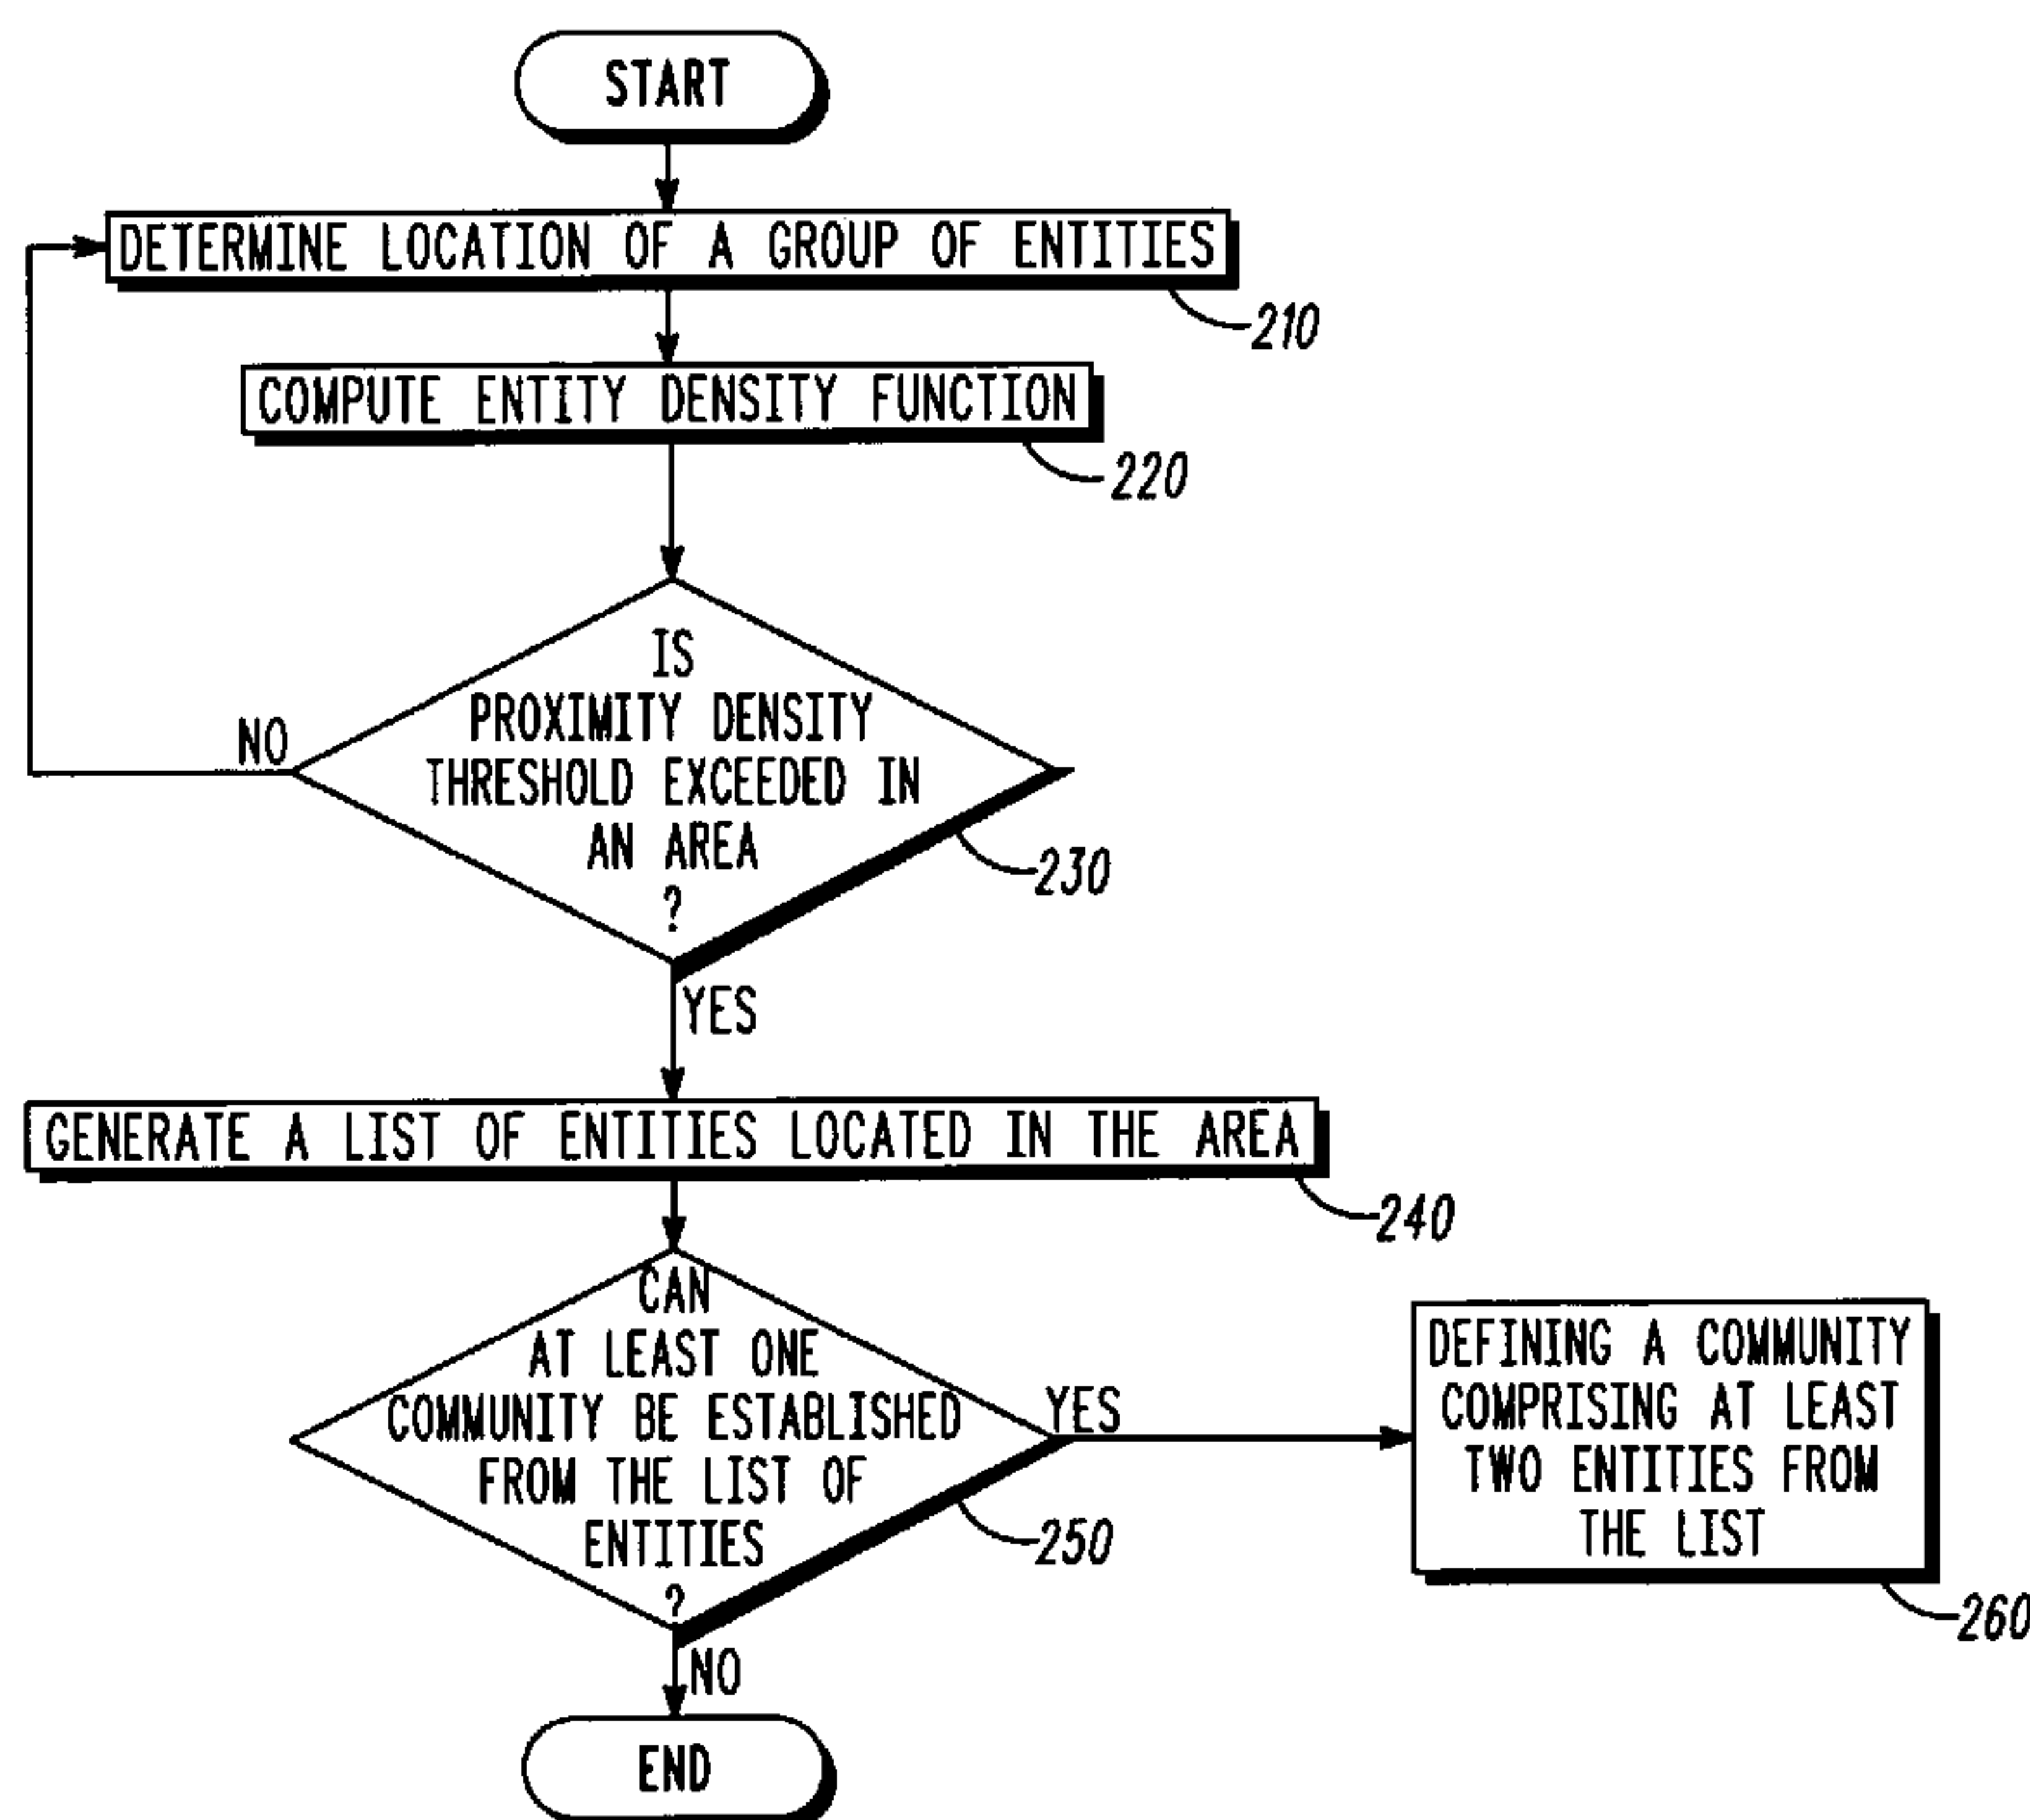 START
DETERMINE LOCATION OF A GROUP OF ENTITIES
210
COMPUTE ENTITY DENSITY FUNCTION
220
IS
PROXIMITY DENSITY
THRESHOLD EXCEEDED IN
AN AREA
?
NO
230
YES
GENERATE A LIST OF ENTITIES LOCATED IN THE AREA
240
CAN
AT LEAST ONE
COMMUNITY BE ESTABLISHED
FROM THE LIST OF
ENTITIES
?
YES
250
DEFINING A COMMUNITY
COMPRISING AT LEAST
TWO ENTITIES FROM
THE LIST
260
NO
END